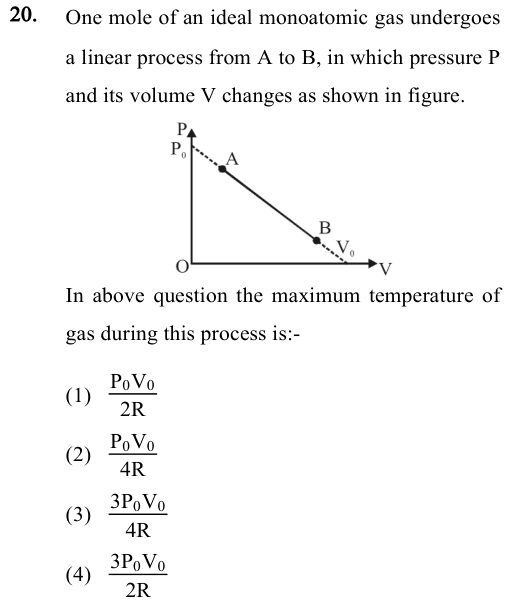 20. One mole of an ideal monoatomic gas undergoes
a linear process from A to B, in which pressure P
and its volume V changes as shown in figure.
P
P₀
A
B
V₀
O
V
In above question the maximum temperature of
gas during this process is:-
(1) P₀V₀/2R
(2) P₀V₀/4R
(3) 3P₀V₀/4R
(4) 3P₀V₀/2R